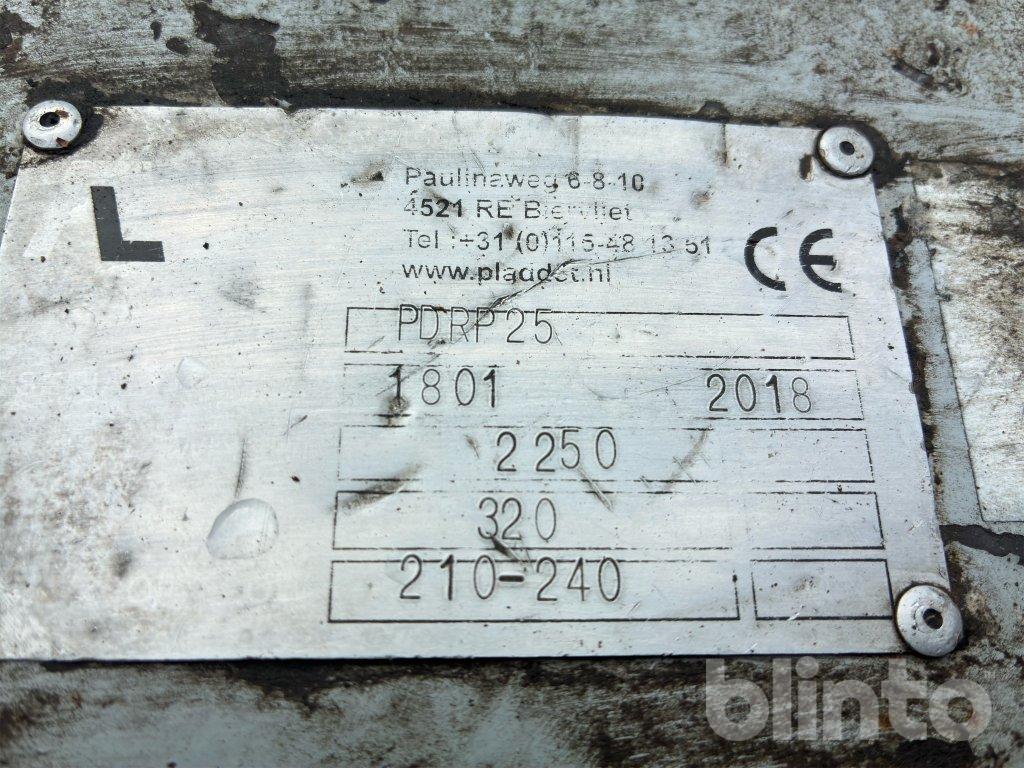 L
Paulinaweg 6-8-10
4521 RE Biervliet
Tel.:+31 (0)115-48 13 51
www.pladdet.nl
CE
PDRP25
1801 2018
2250
320
210-240
blinto